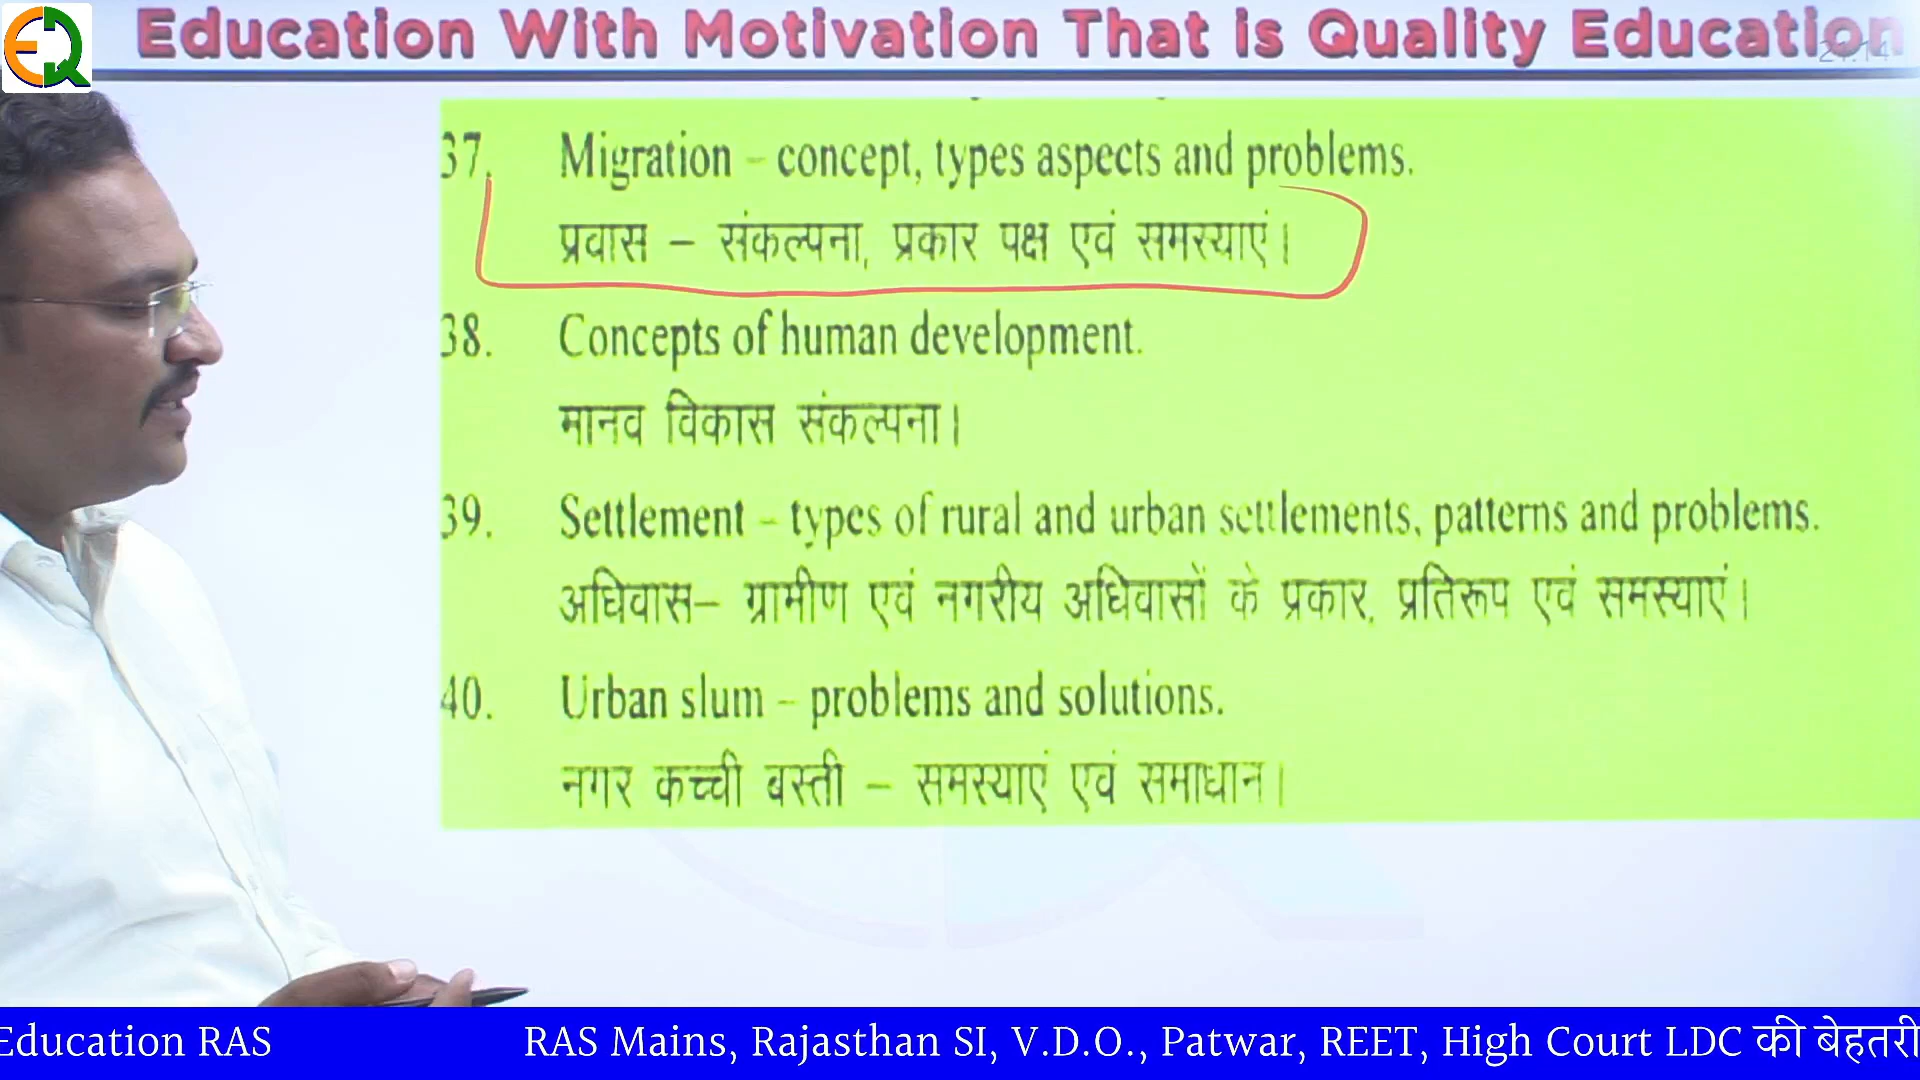 EQ
Education With Motivation That is Quality Education
21:14
37. Migration – concept, types aspects and problems.
प्रवास – संकल्पना, प्रकार पक्ष एवं समस्याएं।
38. Concepts of human development.
मानव विकास संकल्पना।
39. Settlement – types of rural and urban settlements, patterns and problems.
अधिवास– ग्रामीण एवं नगरीय अधिवासों के प्रकार, प्रतिरूप एवं समस्याएं।
40. Urban slum – problems and solutions.
नगर कच्ची बस्ती – समस्याएं एवं समाधान।
Education RAS RAS Mains, Rajasthan SI, V.D.O., Patwar, REET, High Court LDC की बेहतरी